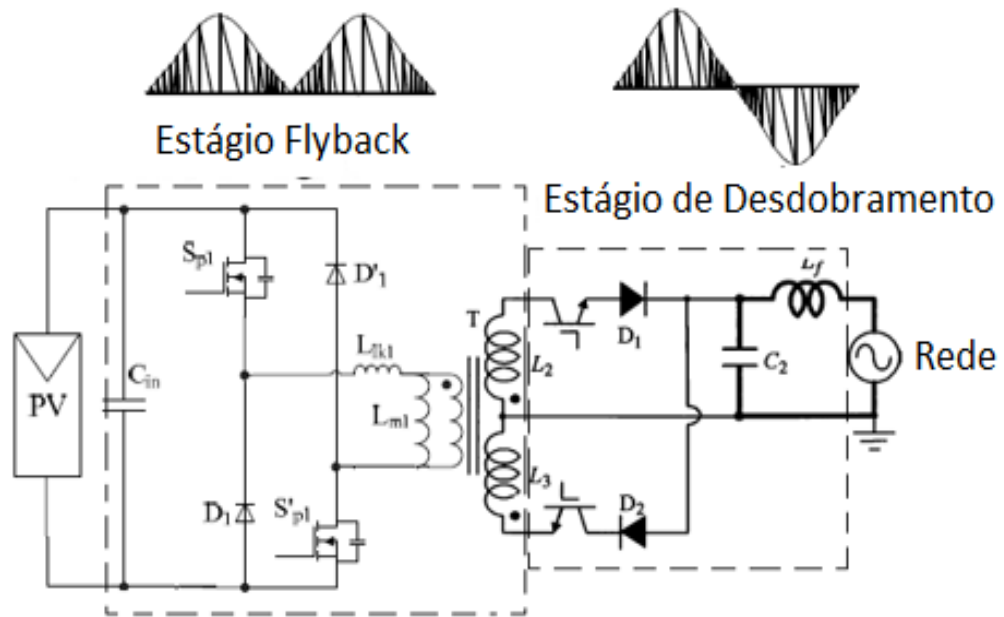 Estágio Flyback
Estágio de Desdobramento
Sp1
D'1
PV
Cin
Llk1
Lm1
D1
S'p1
T
L2
L3
D1
D2
C2
Lf
Rede